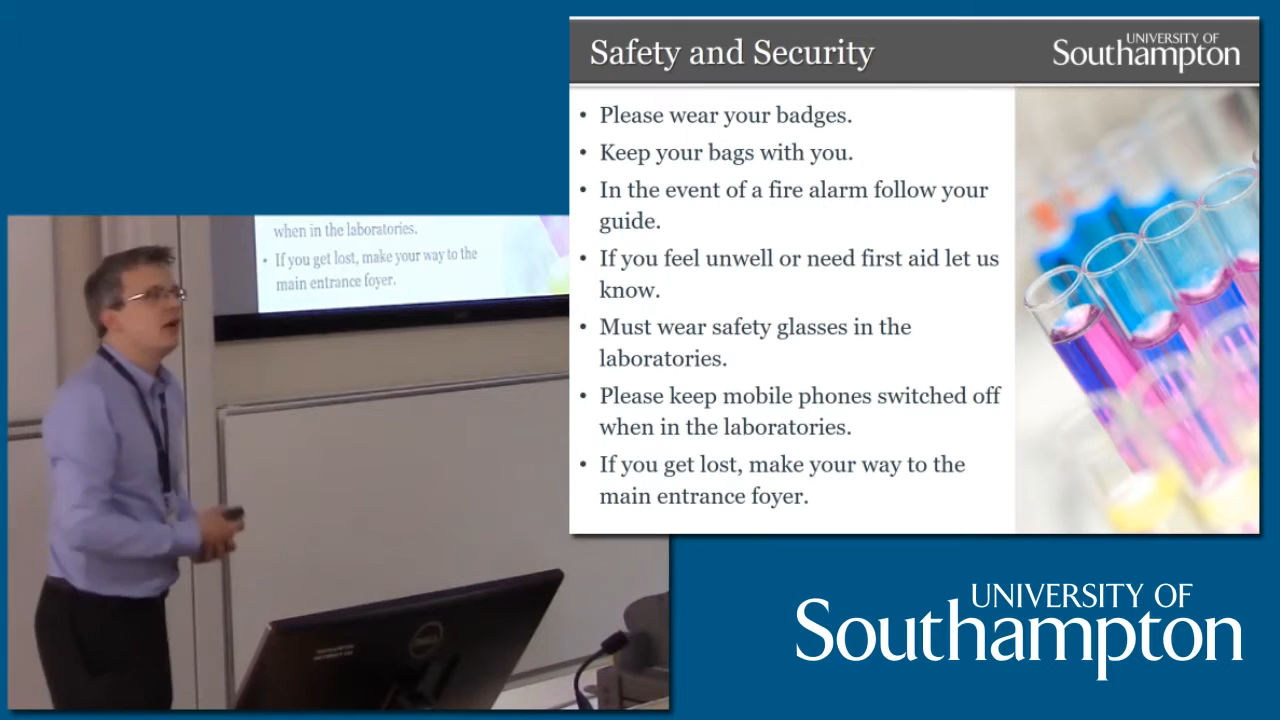 Safety and Security
UNIVERSITY OF
Southampton
• Please wear your badges.
• Keep your bags with you.
• In the event of a fire alarm follow your
guide.
• If you feel unwell or need first aid let us
know.
• Must wear safety glasses in the
laboratories.
• Please keep mobile phones switched off
when in the laboratories.
• If you get lost, make your way to the
main entrance foyer.
when in the laboratories.
• If you get lost, make your way to the
main entrance foyer.
DELL
UNIVERSITY OF
Southampton